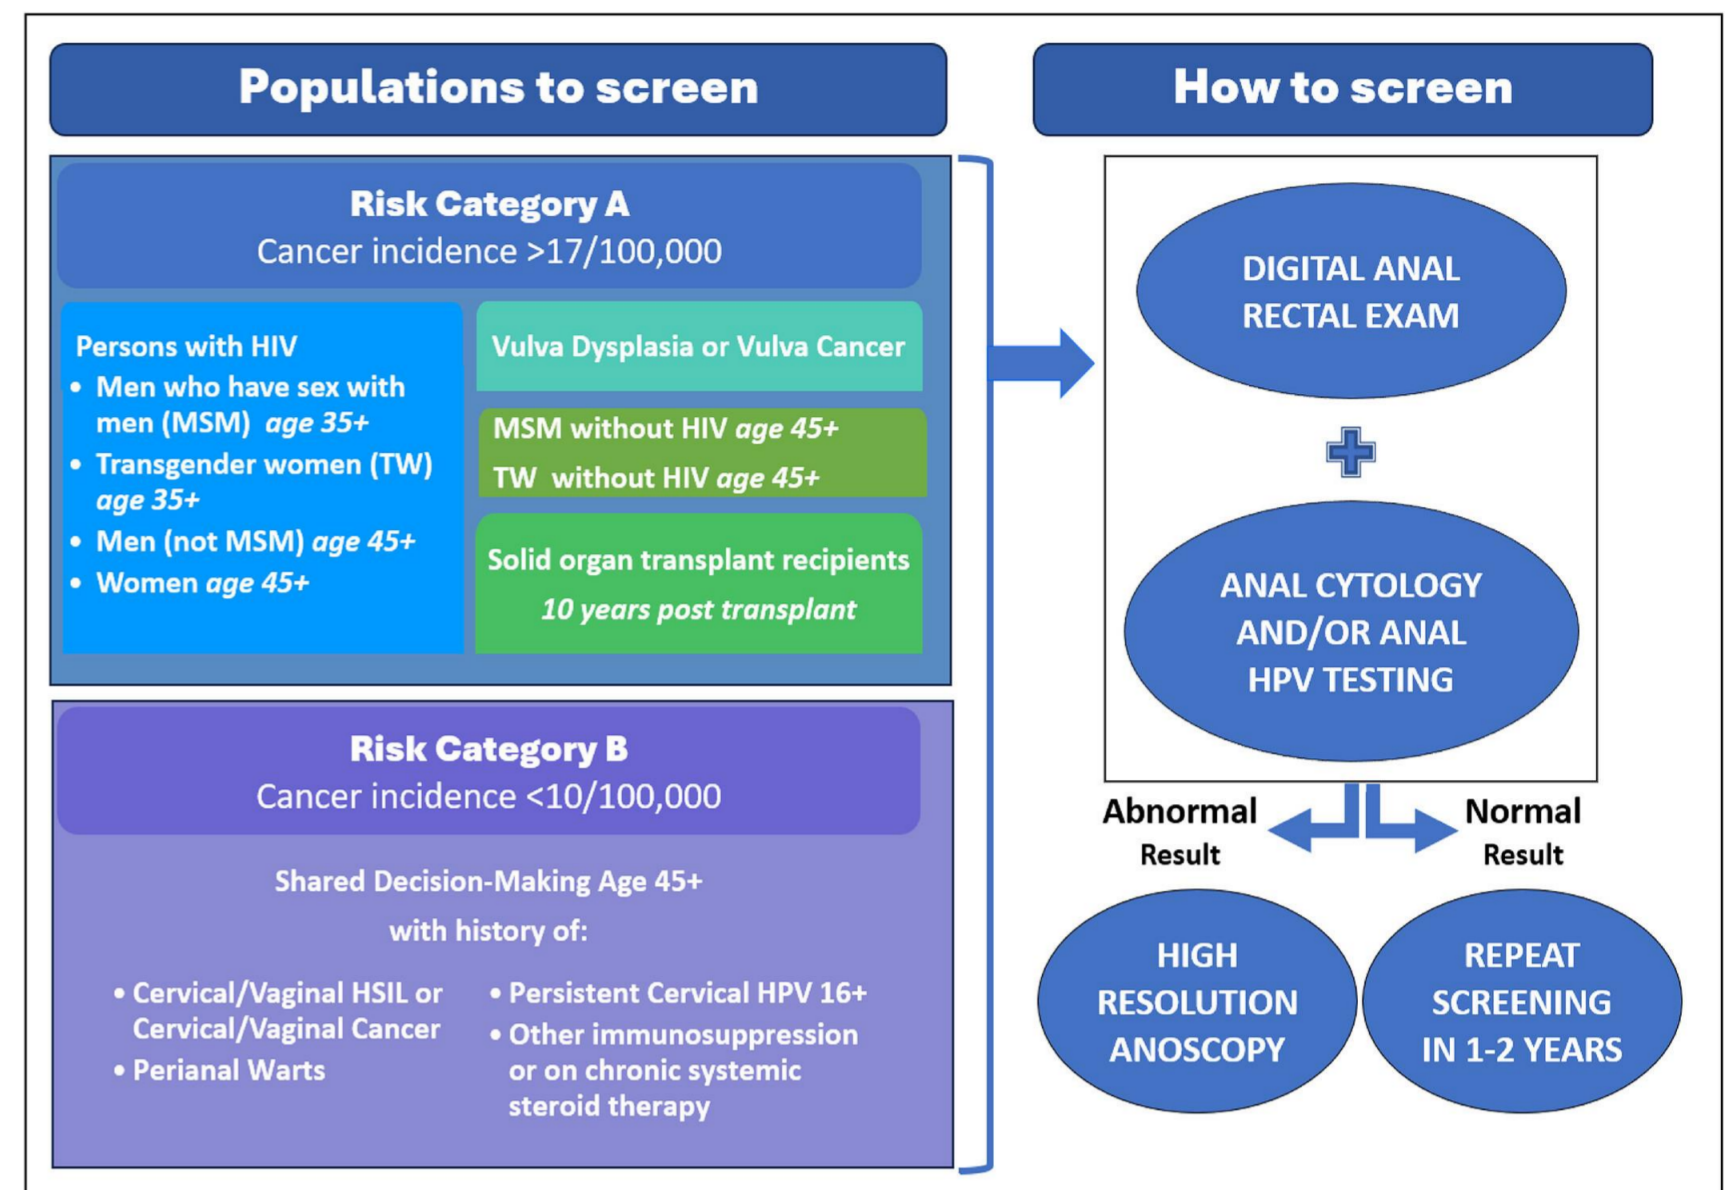 Populations to screen
How to screen
Risk Category A
Cancer incidence >17/100,000
Persons with HIV
• Men who have sex with
men (MSM) age 35+
• Transgender women (TW)
age 35+
• Men (not MSM) age 45+
• Women age 45+
Vulva Dysplasia or Vulva Cancer
MSM without HIV age 45+
TW without HIV age 45+
Solid organ transplant recipients
10 years post transplant
Risk Category B
Cancer incidence <10/100,000
Shared Decision-Making Age 45+
with history of:
• Cervical/Vaginal HSIL or
Cervical/Vaginal Cancer
• Perianal Warts
• Persistent Cervical HPV 16+
• Other immunosuppression
or on chronic systemic
steroid therapy
DIGITAL ANAL
RECTAL EXAM
ANAL CYTOLOGY
AND/OR ANAL
HPV TESTING
Abnormal
Result
Normal
Result
HIGH
RESOLUTION
ANOSCOPY
REPEAT
SCREENING
IN 1-2 YEARS